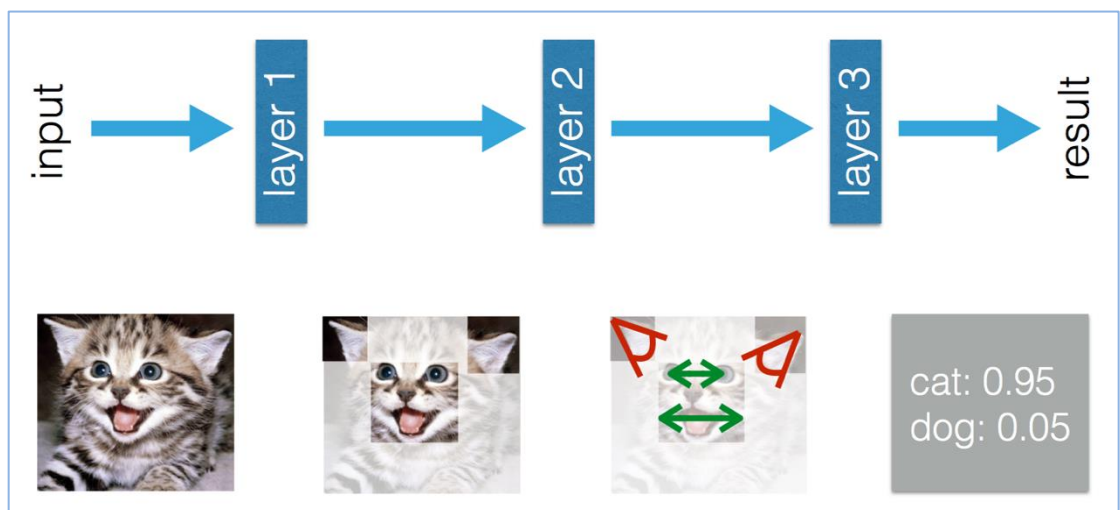 input
layer 1
layer 2
layer 3
result
cat: 0.95
dog: 0.05